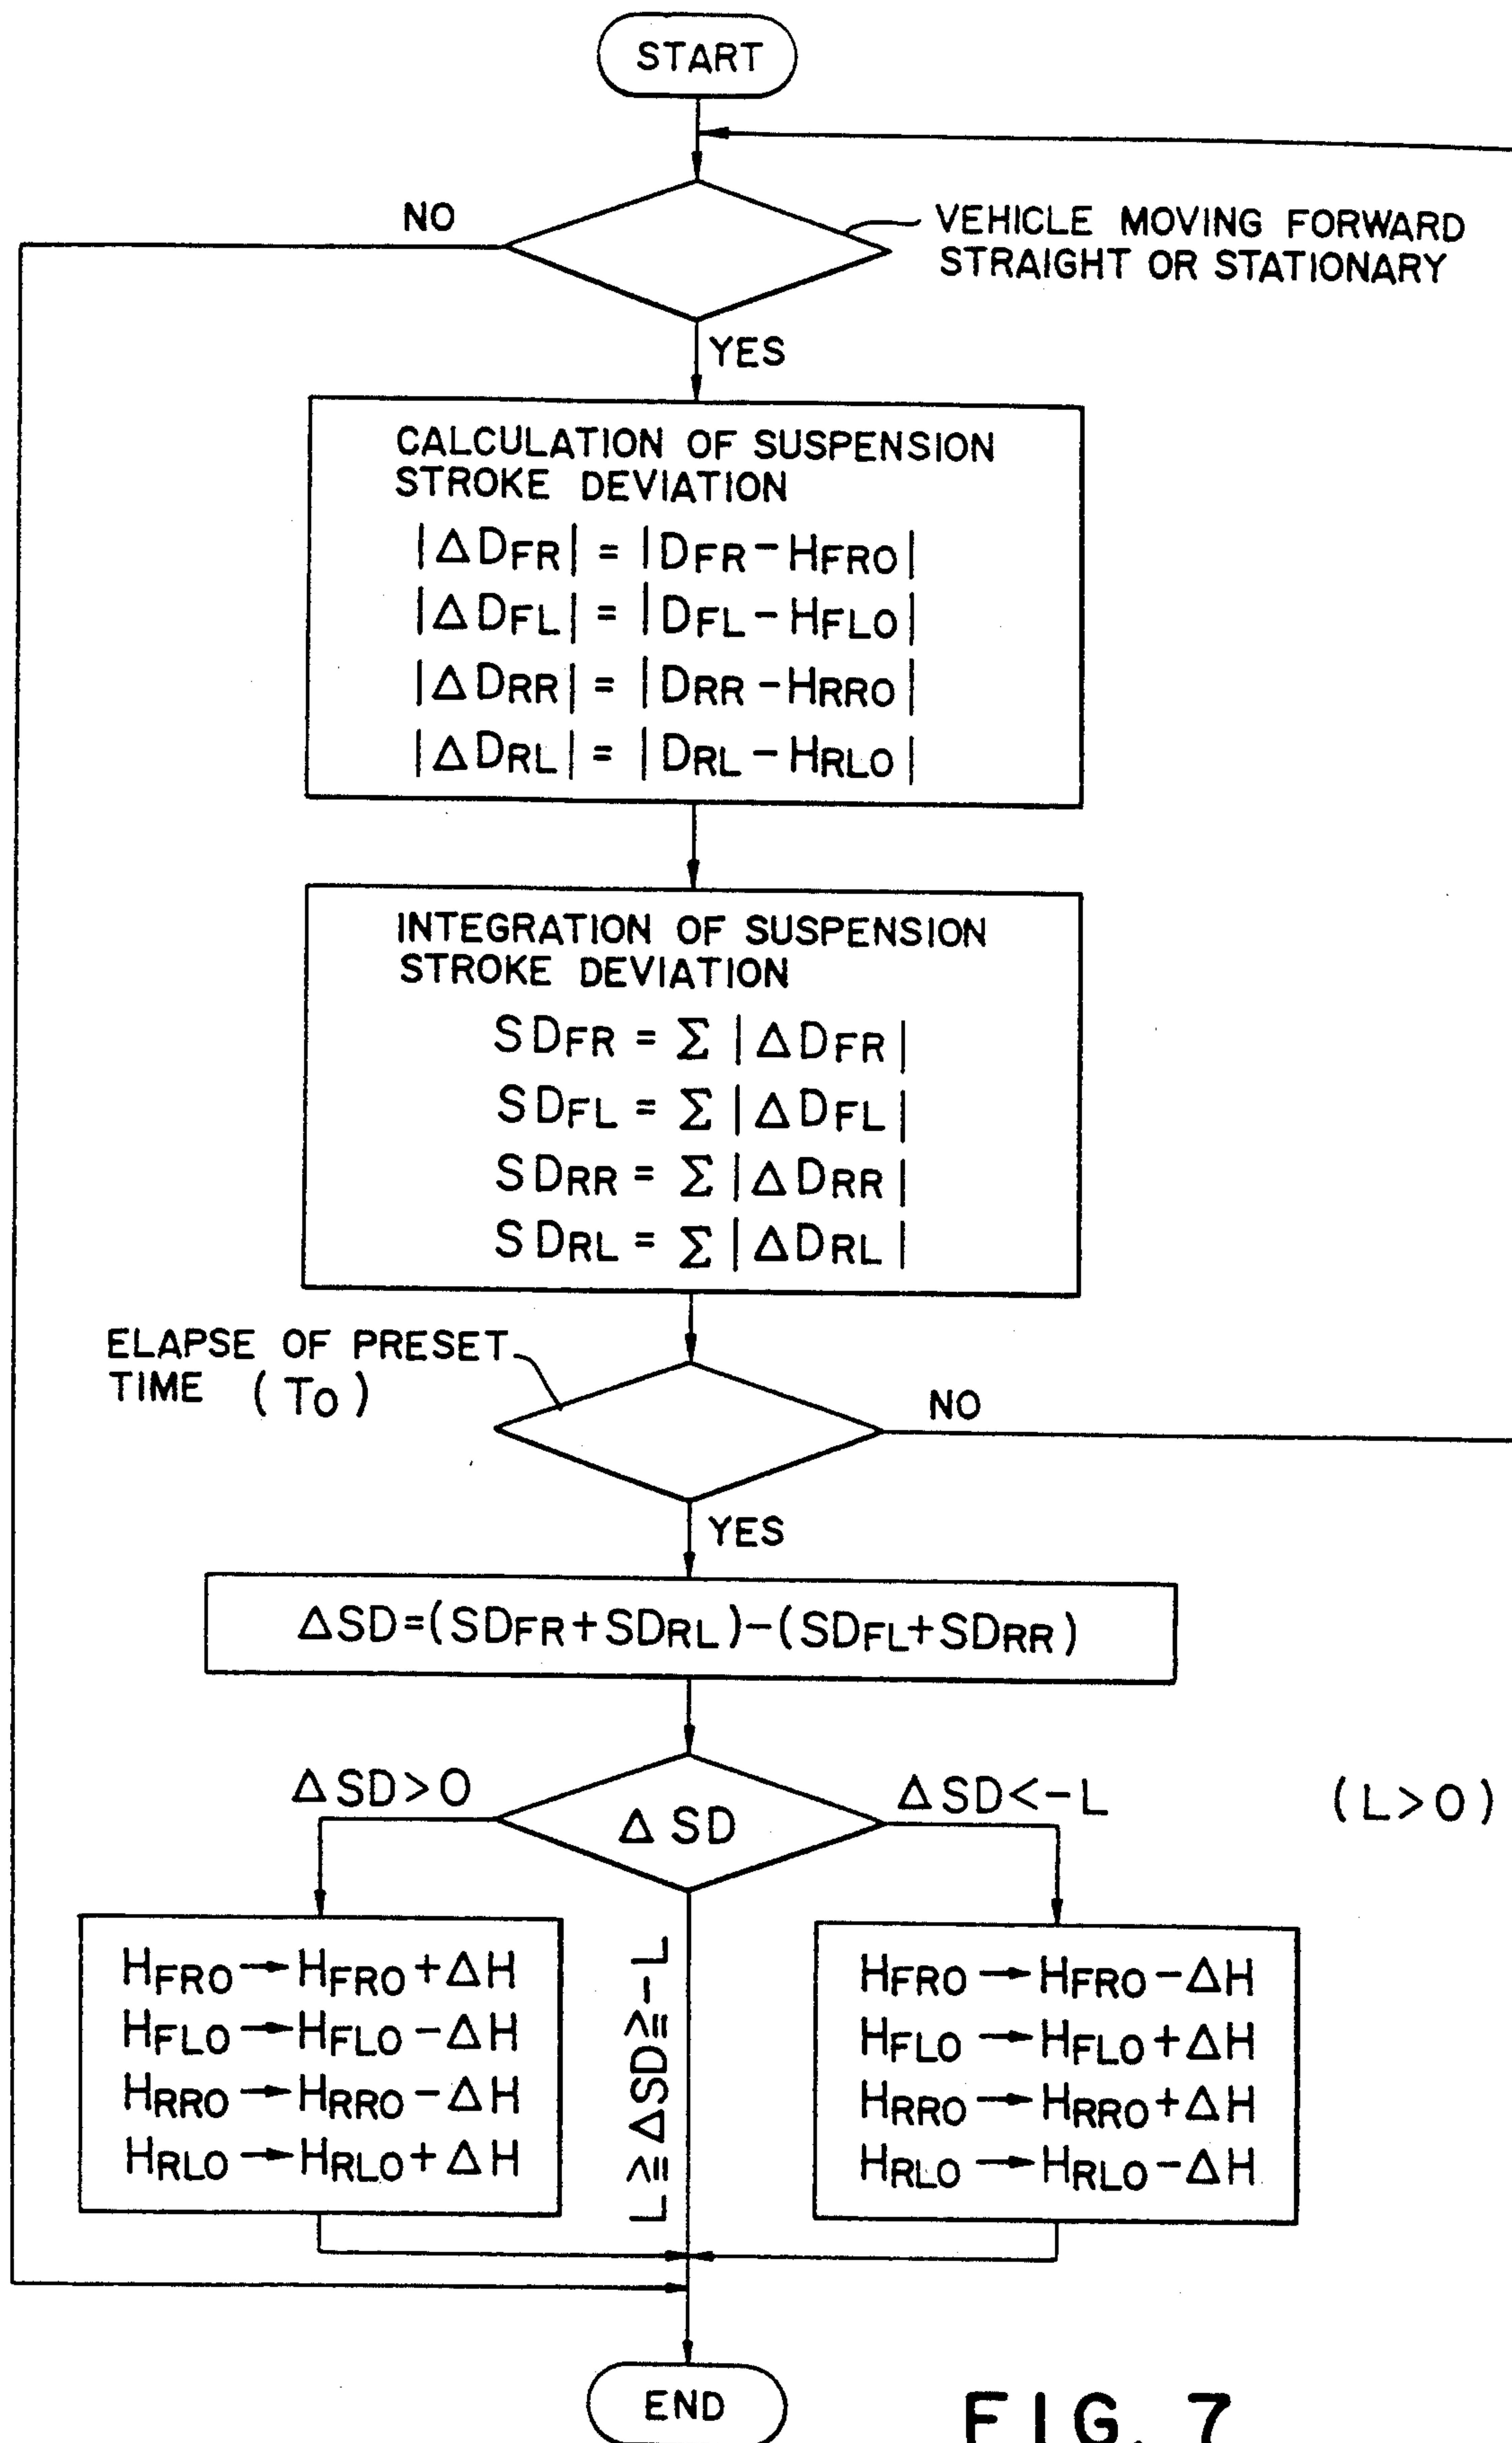 START
NO
VEHICLE MOVING FORWARD
STRAIGHT OR STATIONARY
YES
CALCULATION OF SUSPENSION
STROKE DEVIATION
|ΔDFR| = |DFR-HFRO|
|ΔDFL| = |DFL-HFLO|
|ΔDRR| = |DRR-HRRO|
|ΔDRL| = |DRL-HRLO|
INTEGRATION OF SUSPENSION
STROKE DEVIATION
SDFR = Σ |ΔDFR|
SDFL = Σ |ΔDFL|
SDRR = Σ |ΔDRR|
SDRL = Σ |ΔDRL|
ELAPSE OF PRESET
TIME (TO)
NO
YES
ΔSD=(SDFR+SDRL)-(SDFL+SDRR)
ΔSD>0
ΔSD
ΔSD<-L
(L>0)
HFRO→HFRO+ΔH
HFLO→HFLO-ΔH
HRRO→HRRO-ΔH
HRLO→HRLO+ΔH
L≧ΔSD≧-L
HFRO→HFRO-ΔH
HFLO→HFLO+ΔH
HRRO→HRRO+ΔH
HRLO→HRLO-ΔH
END
FIG. 7